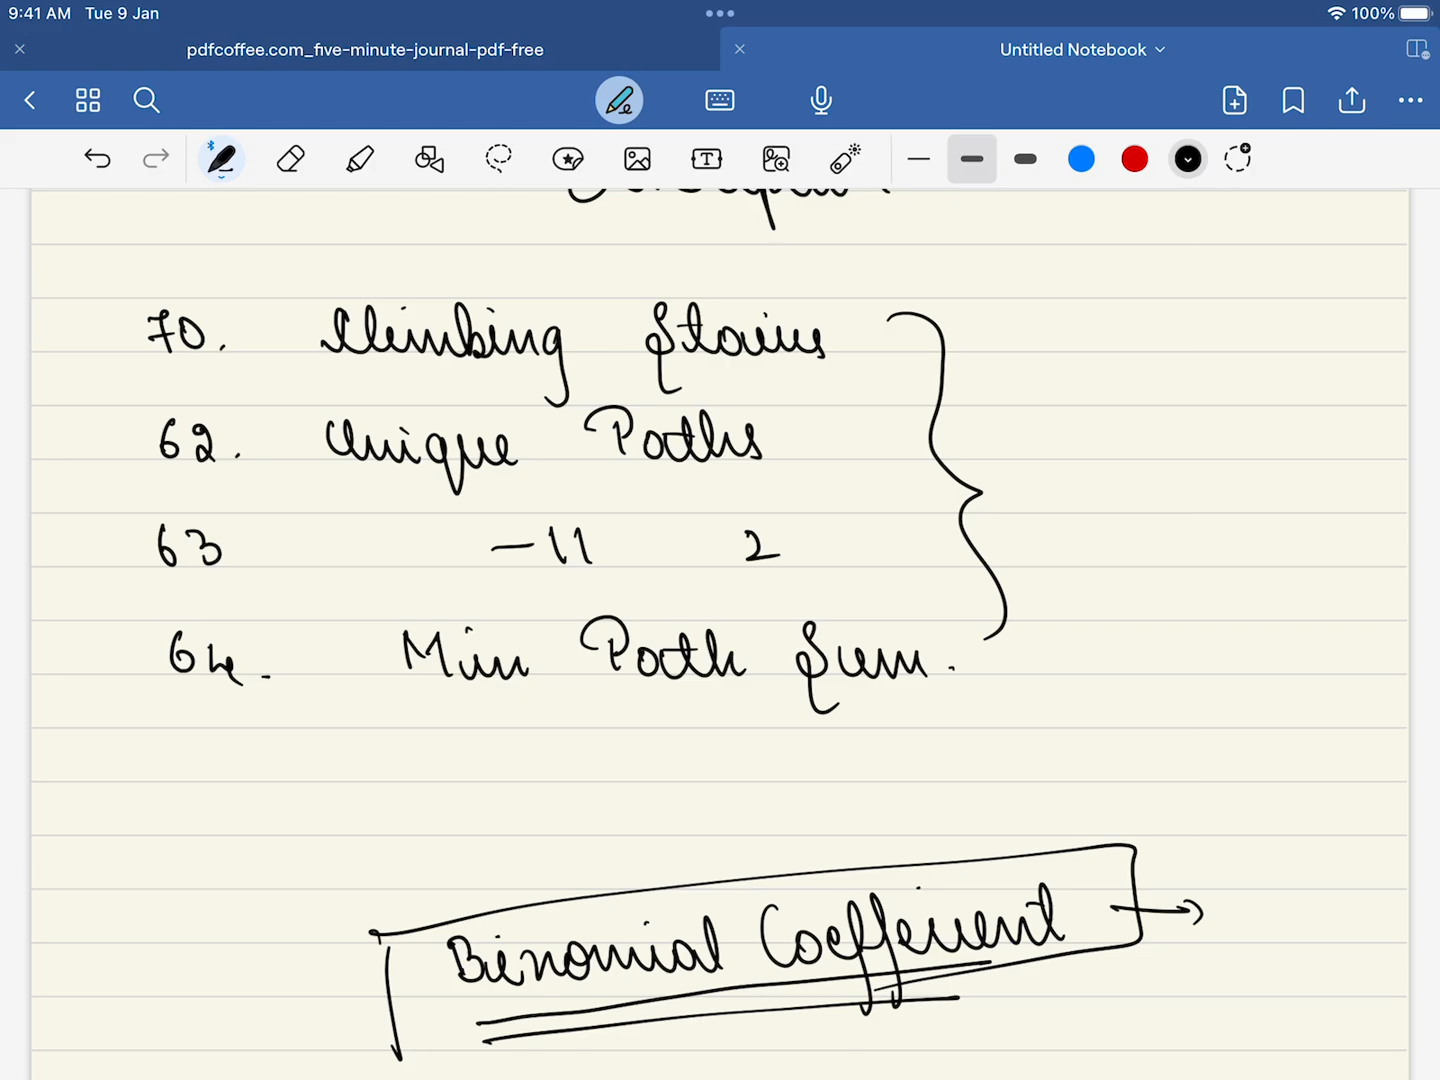 9:41 AM Tue 9 Jan 100%
pdfcoffee.com_five-minute-journal-pdf-free Untitled Notebook
70. Climbing Stairs
62. Unique Paths
63 -11 2
64. Min Path Sum.
Binomial Coefficient